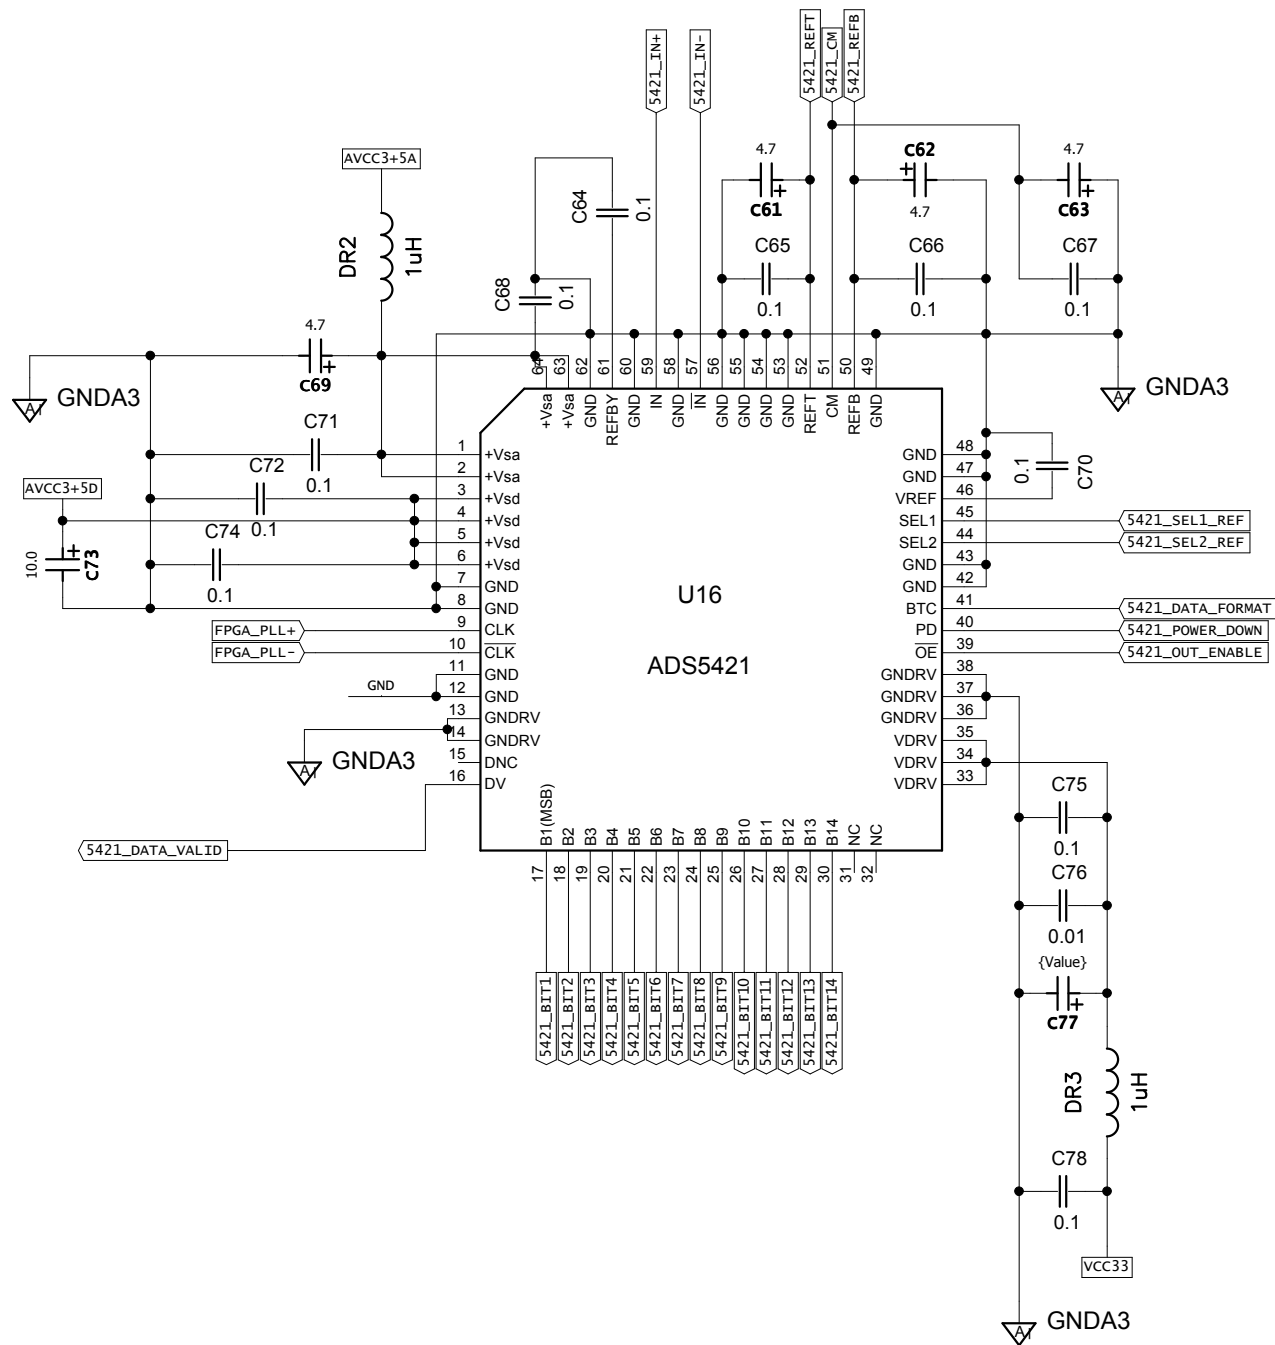 5421_IN+
5421_IN-
5421_REFT
5421_CM
5421_REFB
AVCC3+5A
DR2
1uH
C64
0.1
C68
0.1
4.7
C61
C65
0.1
C62
4.7
C66
0.1
4.7
C63
C67
0.1
4.7
C69
GNDA3
GNDA3
C71
0.1
C72
0.1
C74
0.1
AVCC3+5D
10.0
C73
C70
0.1
64 63 62 61 60 59 58 57 56 55 54 53 52 51 50 49
+Vsa +Vsa GND REFBY GND IN GND IN GND GND GND GND REFT CM REFB GND
1 +Vsa
2 +Vsa
3 +Vsd
4 +Vsd
5 +Vsd
6 +Vsd
7 GND
8 GND
9 CLK
10 CLK
11 GND
12 GND
13 GNDRV
14 GNDRV
15 DNC
16 DV
GND 48
GND 47
VREF 46
SEL1 45
SEL2 44
GND 43
GND 42
BTC 41
PD 40
OE 39
GNDRV 38
GNDRV 37
GNDRV 36
VDRV 35
VDRV 34
VDRV 33
U16
ADS5421
5421_SEL1_REF
5421_SEL2_REF
5421_DATA_FORMAT
5421_POWER_DOWN
5421_OUT_ENABLE
FPGA_PLL+
FPGA_PLL-
GND
GNDA3
5421_DATA_VALID
B1(MSB) B2 B3 B4 B5 B6 B7 B8 B9 B10 B11 B12 B13 B14 NC NC
17 18 19 20 21 22 23 24 25 26 27 28 29 30 31 32
5421_BIT1
5421_BIT2
5421_BIT3
5421_BIT4
5421_BIT5
5421_BIT6
5421_BIT7
5421_BIT8
5421_BIT9
5421_BIT10
5421_BIT11
5421_BIT12
5421_BIT13
5421_BIT14
C75
0.1
C76
0.01
{Value}
C77
DR3
1uH
C78
0.1
VCC33
GNDA3